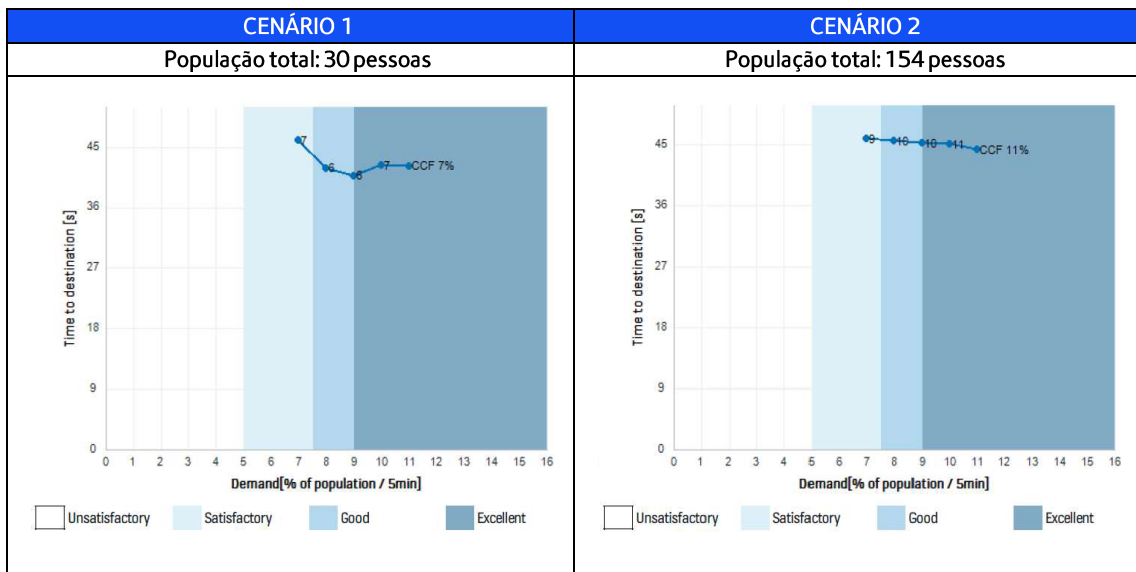 CENÁRIO 1
População total: 30 pessoas
45
36
27
18
9
0
Time to destination [s]
7
6
6
7
CCF 7%
0 1 2 3 4 5 6 7 8 9 10 11 12 13 14 15 16
Demand[% of population / 5min]
Unsatisfactory Satisfactory Good Excellent
CENÁRIO 2
População total: 154 pessoas
45
36
27
18
9
0
Time to destination [s]
9
10
10
11
CCF 11%
0 1 2 3 4 5 6 7 8 9 10 11 12 13 14 15 16
Demand[% of population / 5min]
Unsatisfactory Satisfactory Good Excellent